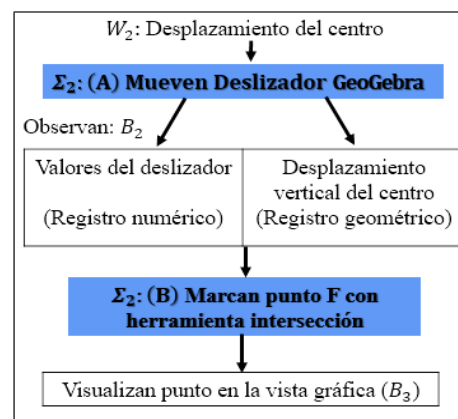 W₂: Desplazamiento del centro
Σ₂: (A) Mueven Deslizador GeoGebra
Observan: B₂
Valores del deslizador
(Registro numérico)
Desplazamiento
vertical del centro
(Registro geométrico)
Σ₂: (B) Marcan punto F con
herramienta intersección
Visualizan punto en la vista gráfica (B₃)